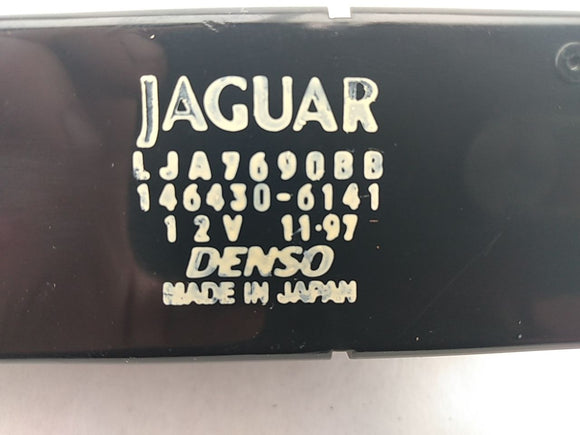 JAGUAR
LJA7690BB
146430-6141
12V 11·97
DENSO
MADE IN JAPAN